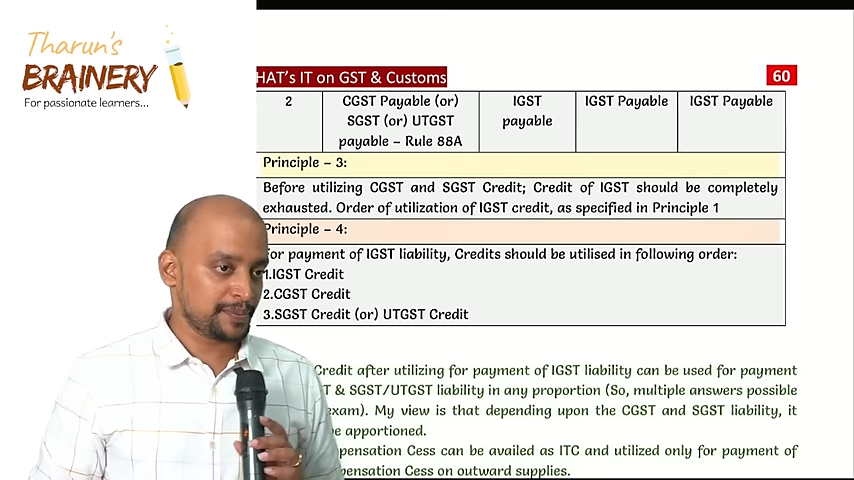 Tharun's
BRAINERY
For passionate learners...
HAT's IT on GST & Customs
60
2
CGST Payable (or)
SGST (or) UTGST
payable – Rule 88A
IGST
payable
IGST Payable
IGST Payable
Principle – 3:
Before utilizing CGST and SGST Credit; Credit of IGST should be completely
exhausted. Order of utilization of IGST credit, as specified in Principle 1
Principle – 4:
For payment of IGST liability, Credits should be utilised in following order:
1.IGST Credit
2.CGST Credit
3.SGST Credit (or) UTGST Credit
Credit after utilizing for payment of IGST liability can be used for payment
T & SGST/UTGST liability in any proportion (So, multiple answers possible
exam). My view is that depending upon the CGST and SGST liability, it
be apportioned.
pensation Cess can be availed as ITC and utilized only for payment of
pensation Cess on outward supplies.